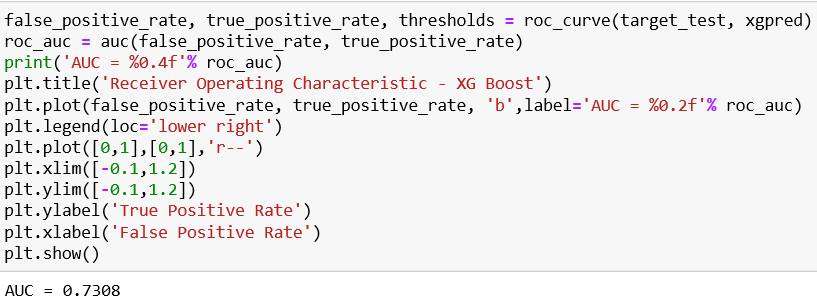 false_positive_rate, true_positive_rate, thresholds = roc_curve(target_test, xgpred)
roc_auc = auc(false_positive_rate, true_positive_rate)
print('AUC = %0.4f'% roc_auc)
plt.title('Receiver Operating Characteristic - XG Boost')
plt.plot(false_positive_rate, true_positive_rate, 'b',label='AUC = %0.2f'% roc_auc)
plt.legend(loc='lower right')
plt.plot([0,1],[0,1],'r--')
plt.xlim([-0.1,1.2])
plt.ylim([-0.1,1.2])
plt.ylabel('True Positive Rate')
plt.xlabel('False Positive Rate')
plt.show()
AUC = 0.7308